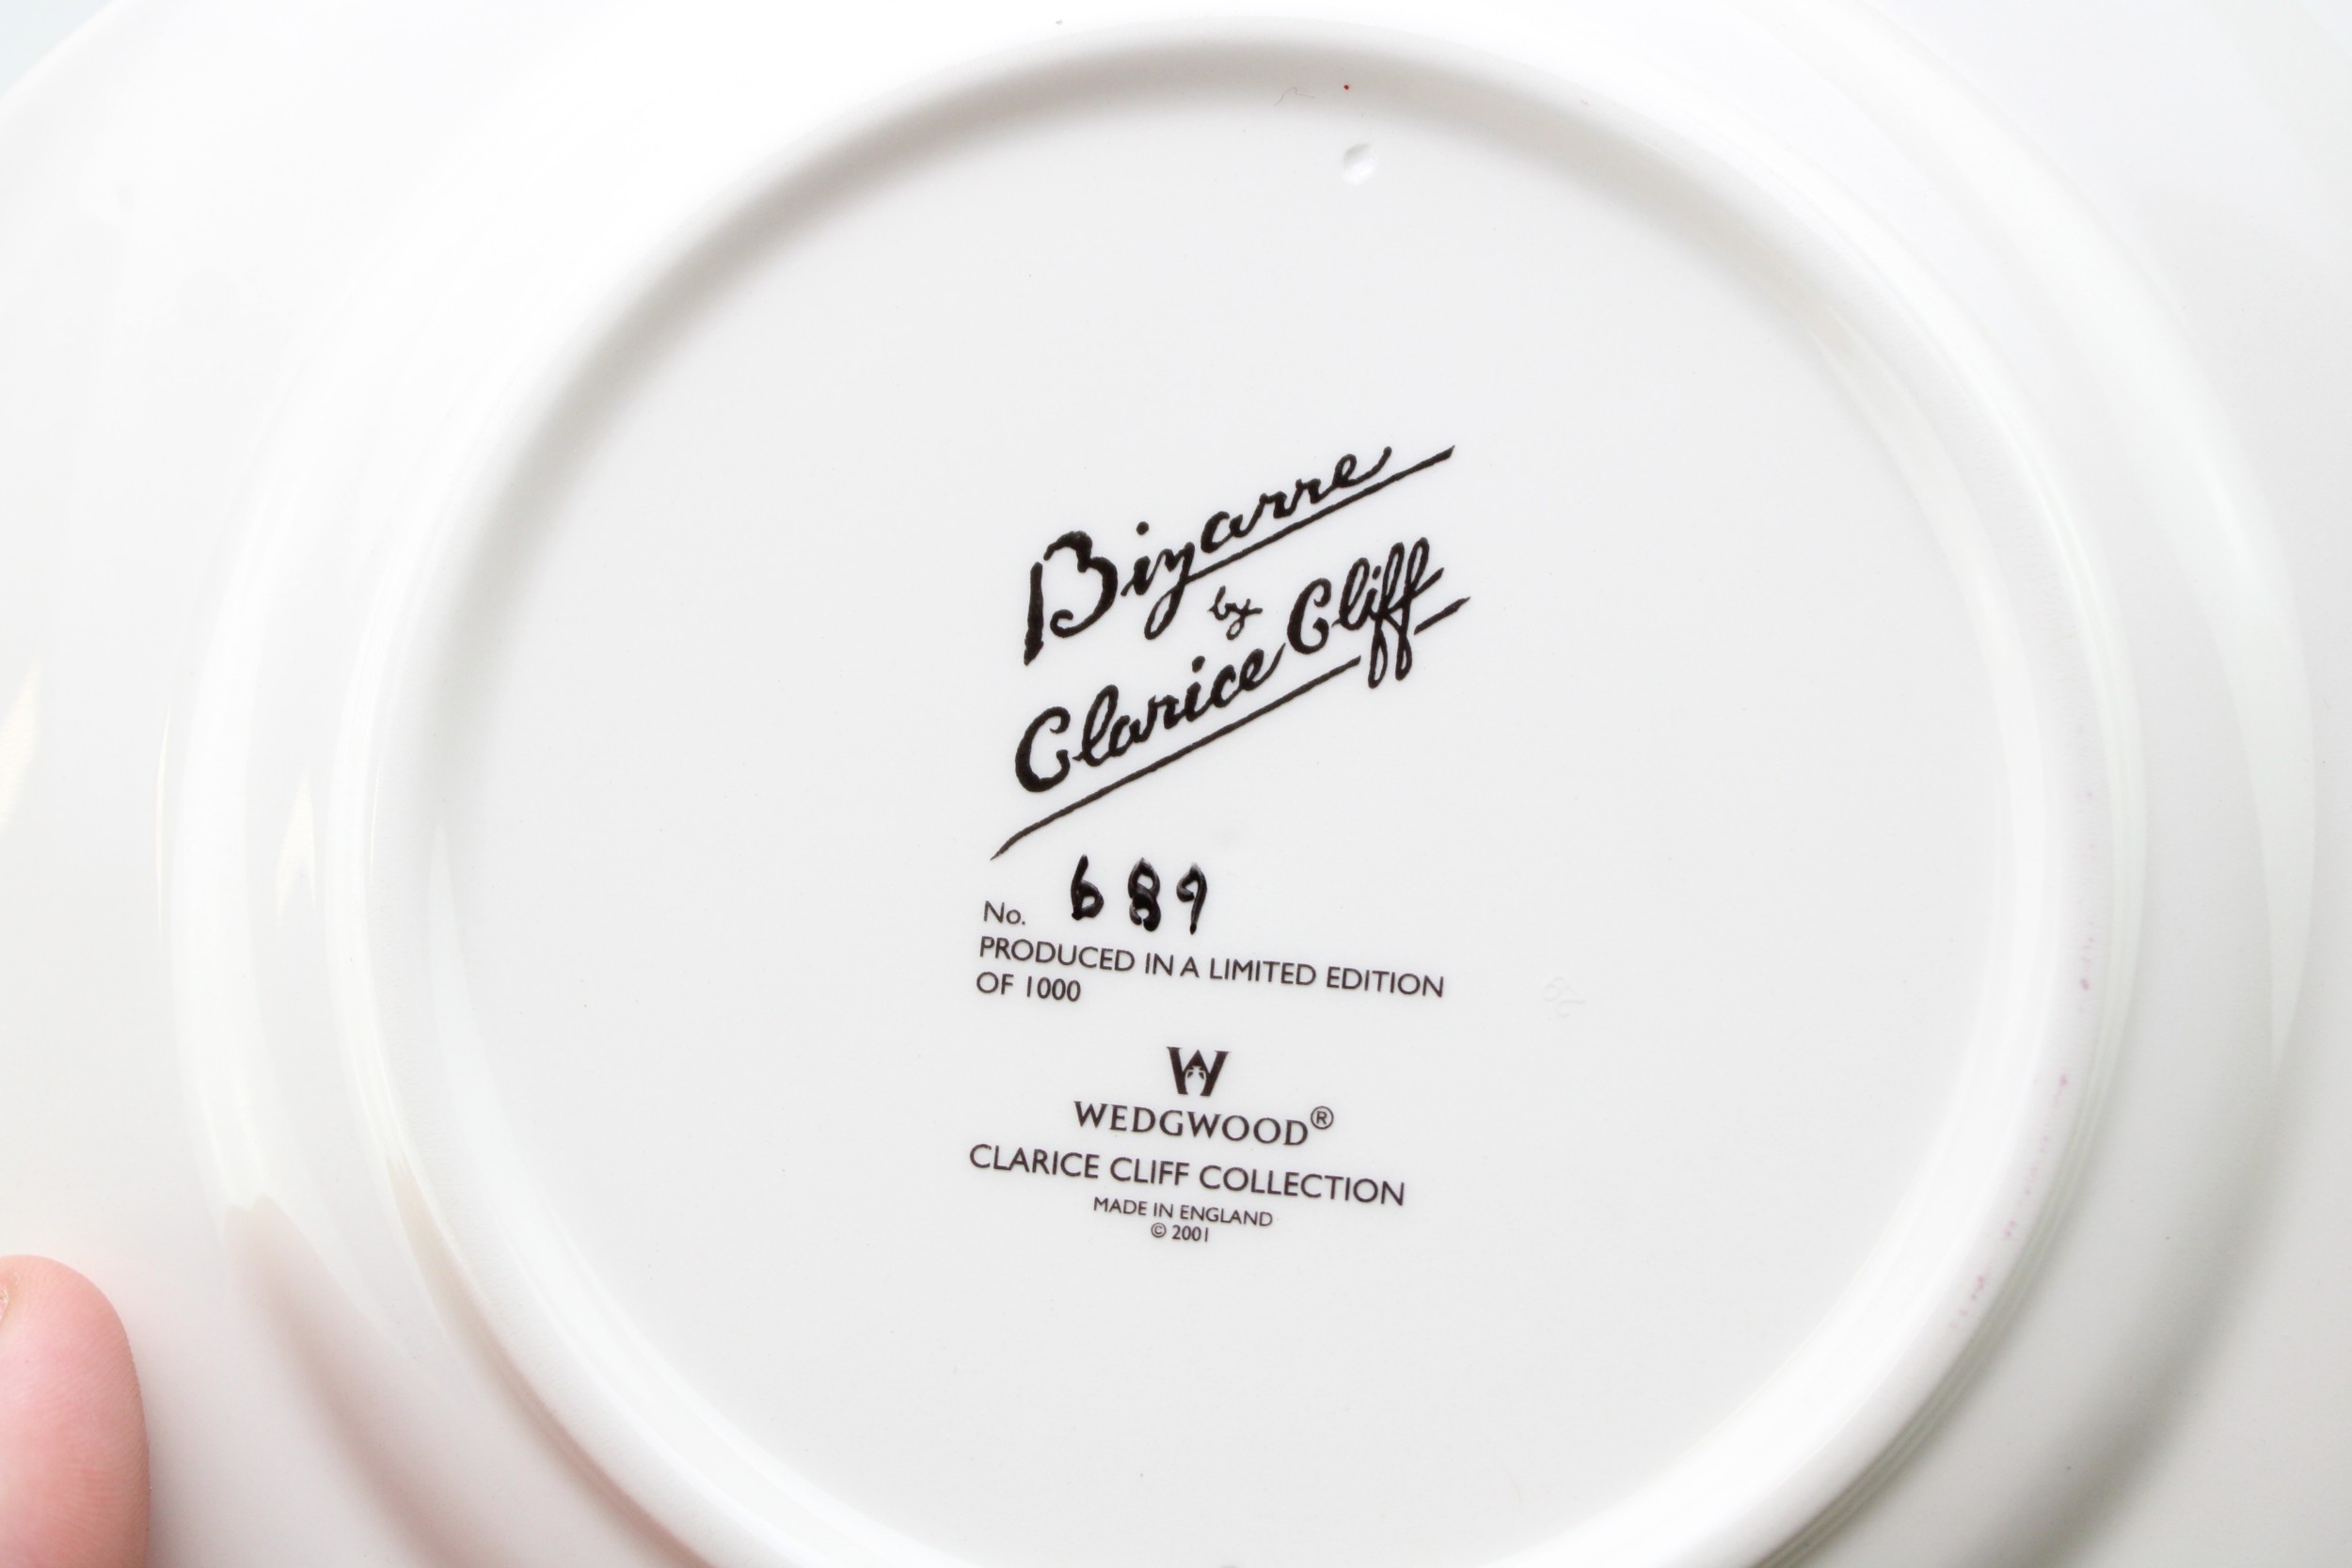 Bizarre
by
Clarice Cliff
No. 689
PRODUCED IN A LIMITED EDITION
OF 1000
W
WEDGWOOD®
CLARICE CLIFF COLLECTION
MADE IN ENGLAND
© 2001